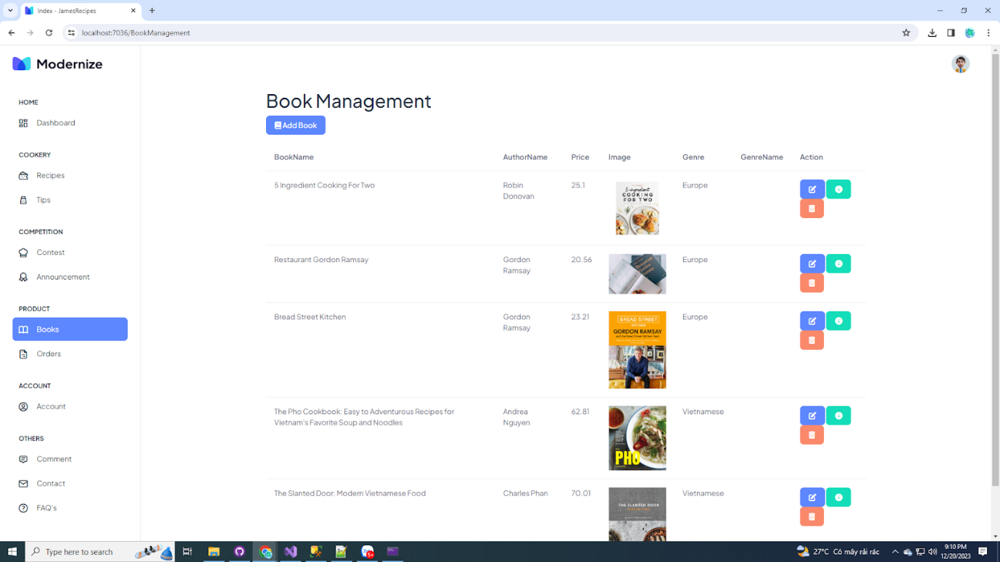 Index - JamesRecipes
localhost:7036/BookManagement
Modernize
HOME
Dashboard
COOKERY
Recipes
Tips
COMPETITION
Contest
Announcement
PRODUCT
Books
Orders
ACCOUNT
Account
OTHERS
Comment
Contact
FAQ's
Book Management
Add Book
BookName AuthorName Price Image Genre GenreName Action
5 Ingredient Cooking For Two Robin Donovan 25.1 Europe
5-ingredient
COOKING
FOR TWO
Restaurant Gordon Ramsay Gordon Ramsay 20.56 Europe
Bread Street Kitchen Gordon Ramsay 23.21 Europe
BREAD STREET
KITCHEN
GORDON RAMSAY
and the Bread Street Kitchen Team
The Pho Cookbook: Easy to Adventurous Recipes for
Vietnam's Favorite Soup and Noodles
Andrea Nguyen 62.81 Vietnamese
PHO
The Slanted Door: Modern Vietnamese Food Charles Phan 70.01 Vietnamese
THE SLANTED DOOR
Type here to search
5+
27°C Có mây rải rác
9:10 PM
12/20/2023